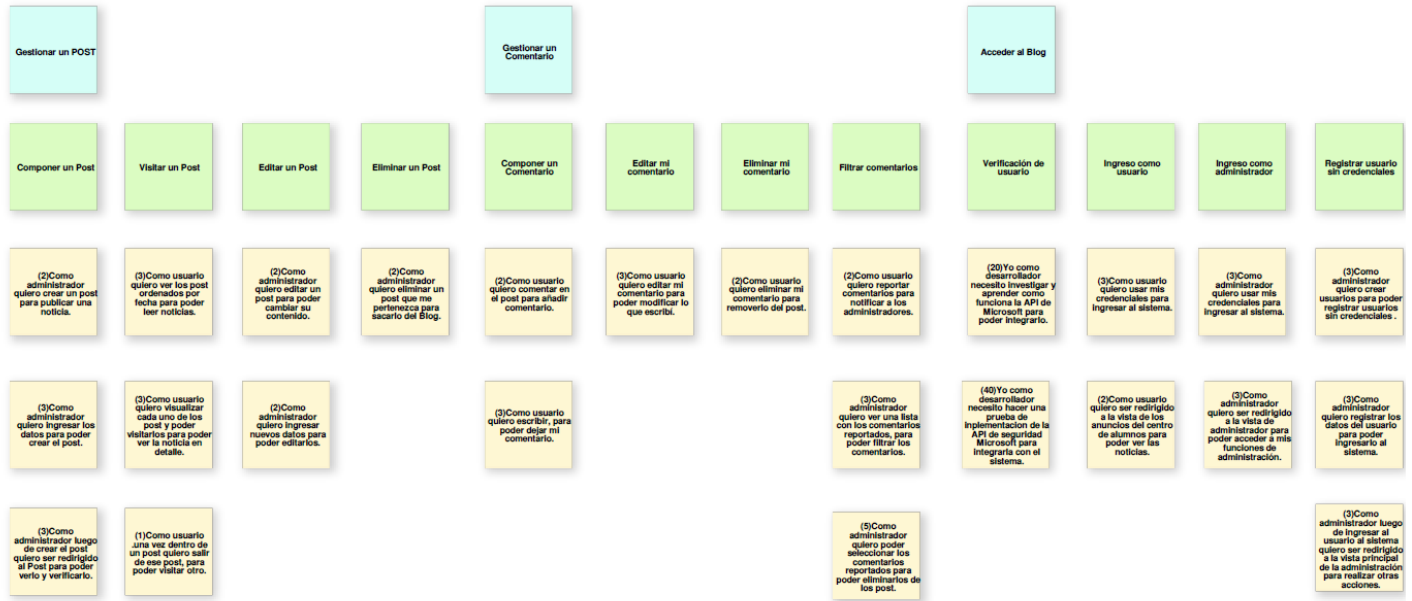 Gestionar un POST
Gestionar un
Comentario
Acceder al Blog
Componer un Post
Visitar un Post
Editar un Post
Eliminar un Post
Componer un
Comentario
Editar mi
comentario
Eliminar mi
comentario
Filtrar comentarios
Verificación de
usuario
Ingreso como
usuario
Ingreso como
administrador
Registrar usuario
sin credenciales
(2)Como
administrador
quiero crear un post
para publicar una
noticia.
(3)Como usuario
quiero ver los post
ordenados por
fecha para poder
leer noticias.
(2)Como
administrador
quiero editar un
post para poder
cambiar su
contenido.
(2)Como
administrador
quiero eliminar un
post que me
pertenezca para
sacarlo del Blog.
(2)Como usuario
quiero comentar en
el post para añadir
comentario.
(3)Como usuario
quiero editar mi
comentario para
poder modificar lo
que escribí.
(2)Como usuario
quiero eliminar mi
comentario para
removerlo del post.
(2)Como usuario
quiero reportar
comentarios para
notificar a los
administradores.
(20)Yo como
desarrollador
necesito investigar y
aprender como
funciona la API de
Microsoft para
poder integrarlo.
(3)Como usuario
quiero usar mis
credenciales para
ingresar al sistema.
(3)Como
administrador
quiero usar mis
credenciales para
ingresar al sistema.
(3)Como
administrador
quiero crear
usuarios para poder
registrar usuarios
sin credenciales .
(3)Como
administrador
quiero ingresar los
datos para poder
crear el post.
(3)Como usuario
quiero visualizar
cada uno de los
post y poder
visitarlos para poder
ver la noticia en
detalle.
(2)Como
administrador
quiero ingresar
nuevos datos para
poder editarlos.
(3)Como usuario
quiero escribir, para
poder dejar mi
comentario.
(3)Como
administrador
quiero ver una lista
con los comentarios
reportados, para
poder filtrar los
comentarios.
(40)Yo como
desarrollador
necesito hacer una
prueba de
inplementacion de la
API de seguridad
Microsoft para
integrarla con el
sistema.
(2)Como usuario
quiero ser redirigido
a la vista de los
anuncios del centro
de alumnos para
poder ver las
noticias.
(3)Como
administrador
quiero ser redirigido
a la vista de
administrador para
poder acceder a mis
funciones de
administración.
(3)Como
administrador
quiero registrar los
datos del usuario
para poder
ingresarlo al
sistema.
(3)Como
administrador luego
de crear el post
quiero ser redirigido
al Post para poder
verlo y verificarlo.
(1)Como usuario
.una vez dentro de
un post quiero salir
de ese post, para
poder visitar otro.
(5)Como
administrador
quiero poder
seleccionar los
comentarios
reportados para
poder eliminarlos de
los post.
(3)Como
administrador luego
de ingresar al
usuario al sistema
quiero ser redirigido
a la vista principal
de la administración
para realizar otras
acciones.